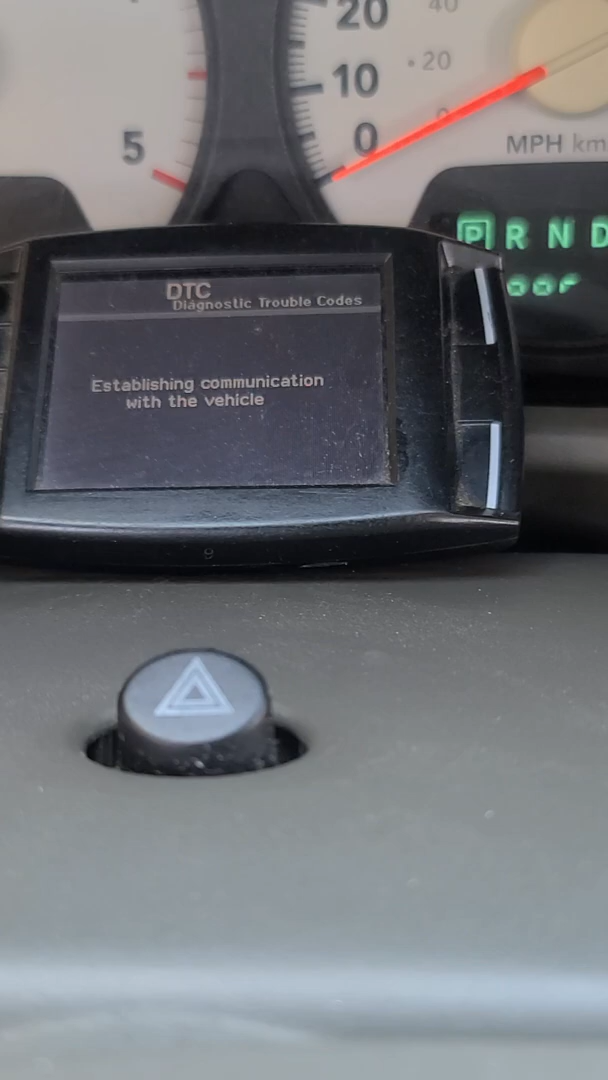 40
20
10
20
0
5
MPH km
P R N D
DTC
Diagnostic Trouble Codes
Establishing communication
with the vehicle